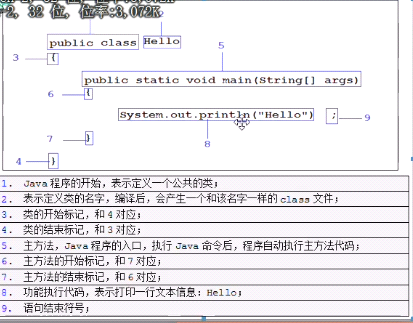 2, 32 位, 位率:3,072K
public class Hello
3 {
5
public static void main(String[] args)
6 {
System.out.println("Hello") ; 9
8
7 }
4 }
1. Java 程序的开始，表示定义一个公共的类；
2. 表示定义类的名字，编译后，会产生一个和该名字一样的 class 文件；
3. 类的开始标记，和 4 对应；
4. 类的结束标记，和 3 对应；
5. 主方法，Java 程序的入口，执行 Java 命令后，程序自动执行主方法代码；
6. 主方法的开始标记，和 7 对应；
7. 主方法的结束标记，和 6 对应；
8. 功能执行代码，表示打印一行文本信息：Hello；
9. 语句结束符号；